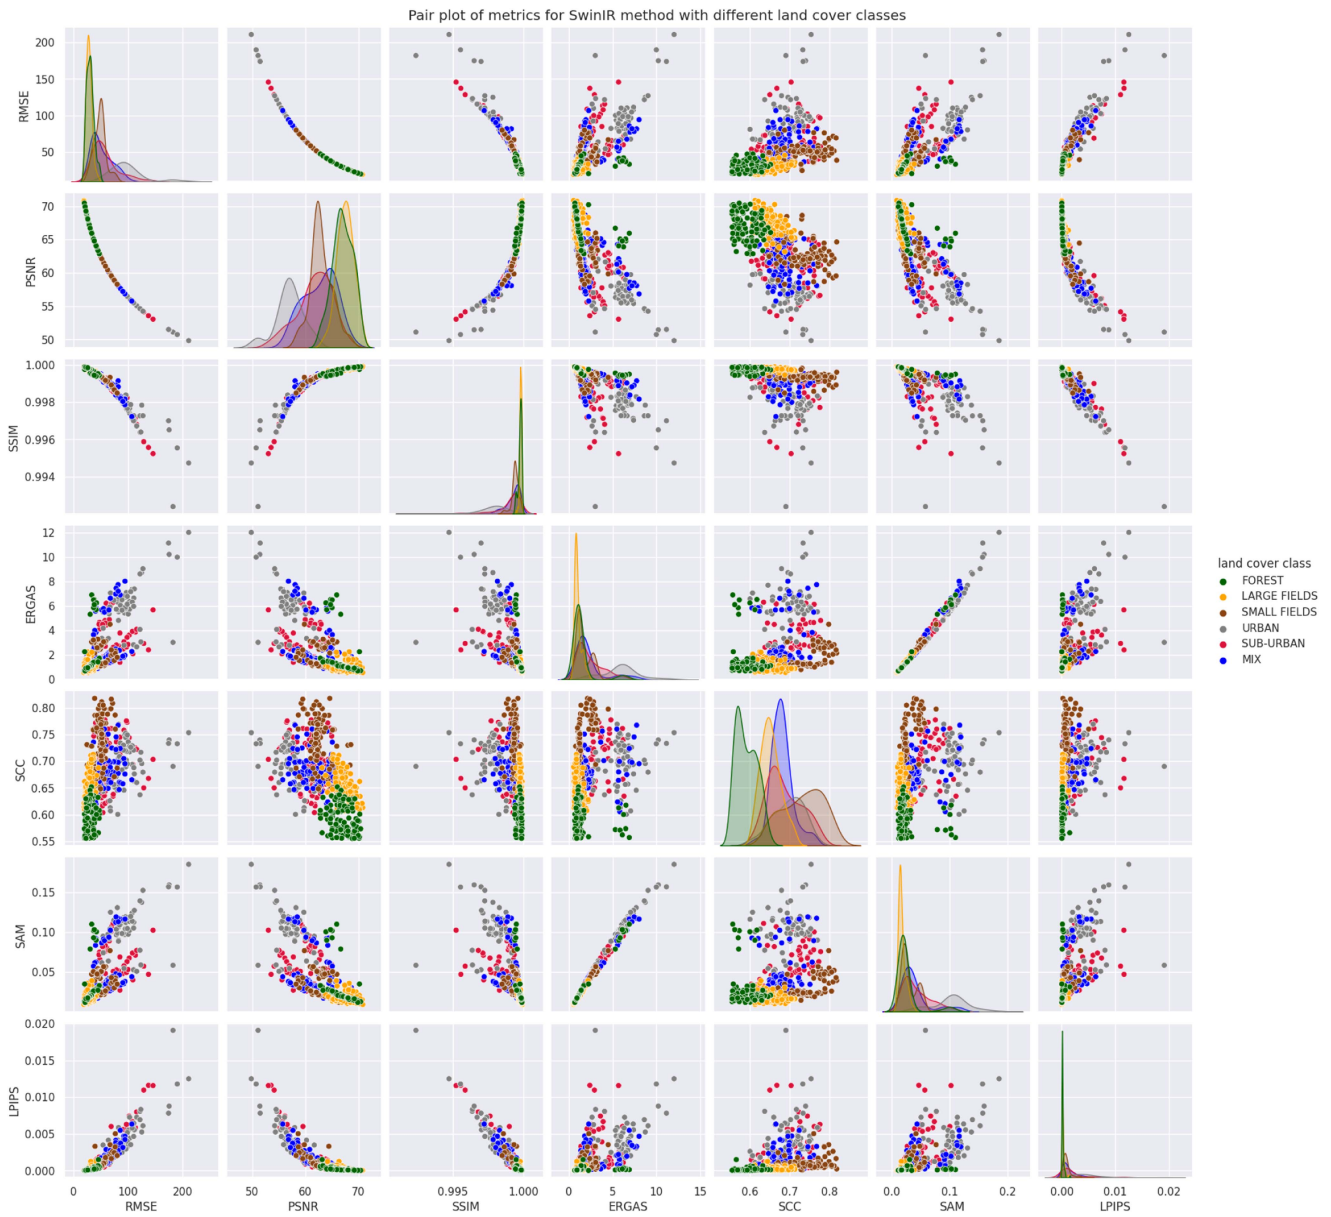 Pair plot of metrics for SwinIR method with different land cover classes
200
150
100
50
RMSE
70
65
60
55
50
PSNR
1.000
0.998
0.996
0.994
SSIM
12
10
8
6
4
2
0
ERGAS
0.80
0.75
0.70
0.65
0.60
0.55
SCC
0.15
0.10
0.05
SAM
0.020
0.015
0.010
0.005
0.000
LPIPS
0 100 200
50 60 70
0.995 1.000
0 5 10 15
0.6 0.7 0.8
0.0 0.1 0.2
0.00 0.01 0.02
RMSE
PSNR
SSIM
ERGAS
SCC
SAM
LPIPS
land cover class
FOREST
LARGE FIELDS
SMALL FIELDS
URBAN
SUB-URBAN
MIX